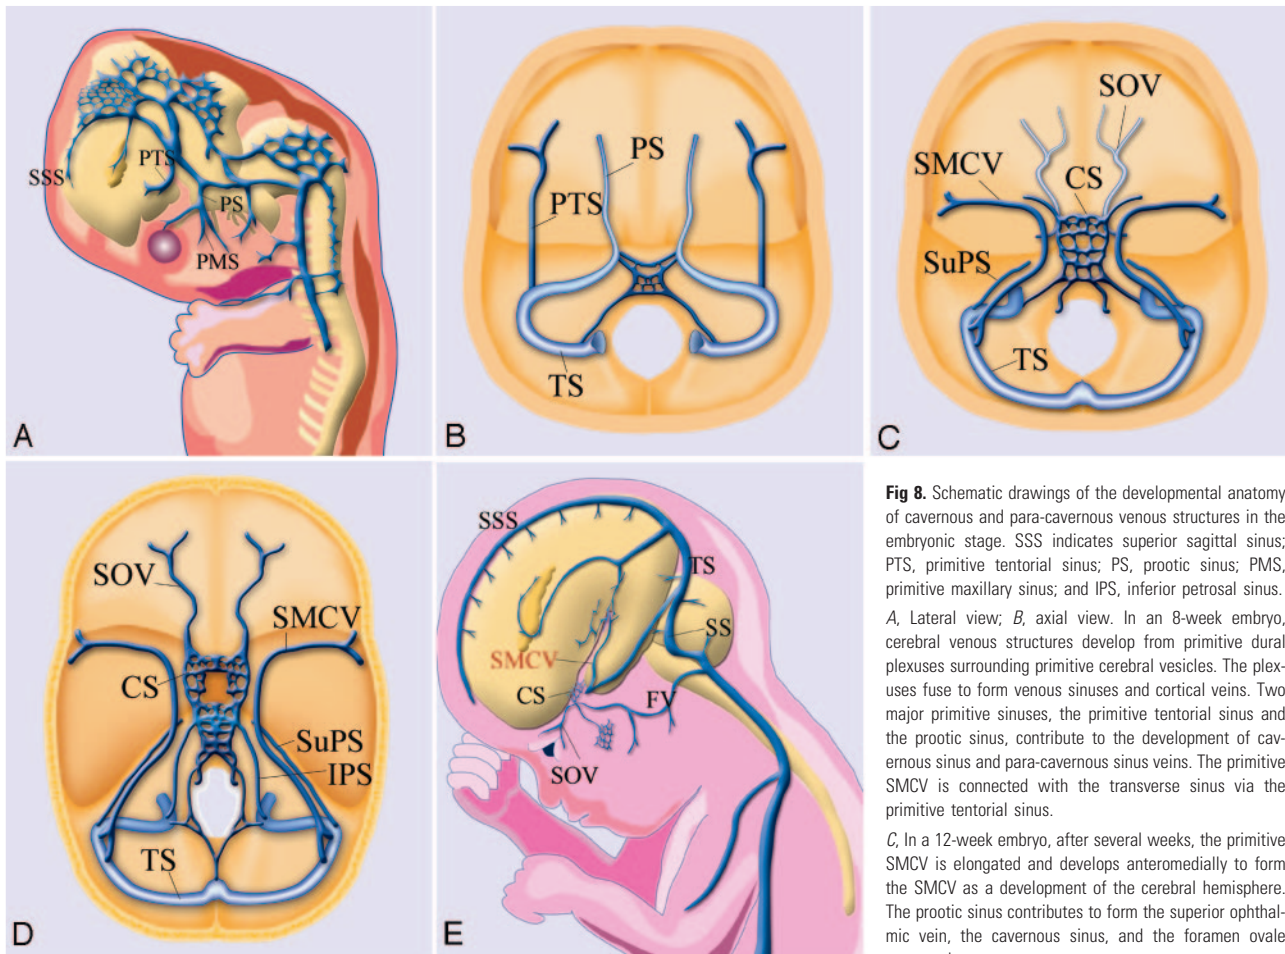 SSS
PTS
PS
PMS
A
PS
PTS
TS
B
SOV
SMCV
CS
SuPS
TS
C
SOV
SMCV
CS
SuPS
IPS
TS
D
SSS
TS
SS
SMCV
CS
FV
SOV
E
Fig 8. Schematic drawings of the developmental anatomy
of cavernous and para-cavernous venous structures in the
embryonic stage. SSS indicates superior sagittal sinus;
PTS, primitive tentorial sinus; PS, prootic sinus; PMS,
primitive maxillary sinus; and IPS, inferior petrosal sinus.
A, Lateral view; B, axial view. In an 8-week embryo,
cerebral venous structures develop from primitive dural
plexuses surrounding primitive cerebral vesicles. The plex-
uses fuse to form venous sinuses and cortical veins. Two
major primitive sinuses, the primitive tentorial sinus and
the prootic sinus, contribute to the development of cav-
ernous sinus and para-cavernous sinus veins. The primitive
SMCV is connected with the transverse sinus via the
primitive tentorial sinus.
C, In a 12-week embryo, after several weeks, the primitive
SMCV is elongated and develops anteromedially to form
the SMCV as a development of the cerebral hemisphere.
The prootic sinus contributes to form the superior ophthal-
mic vein, the cavernous sinus, and the foramen ovale